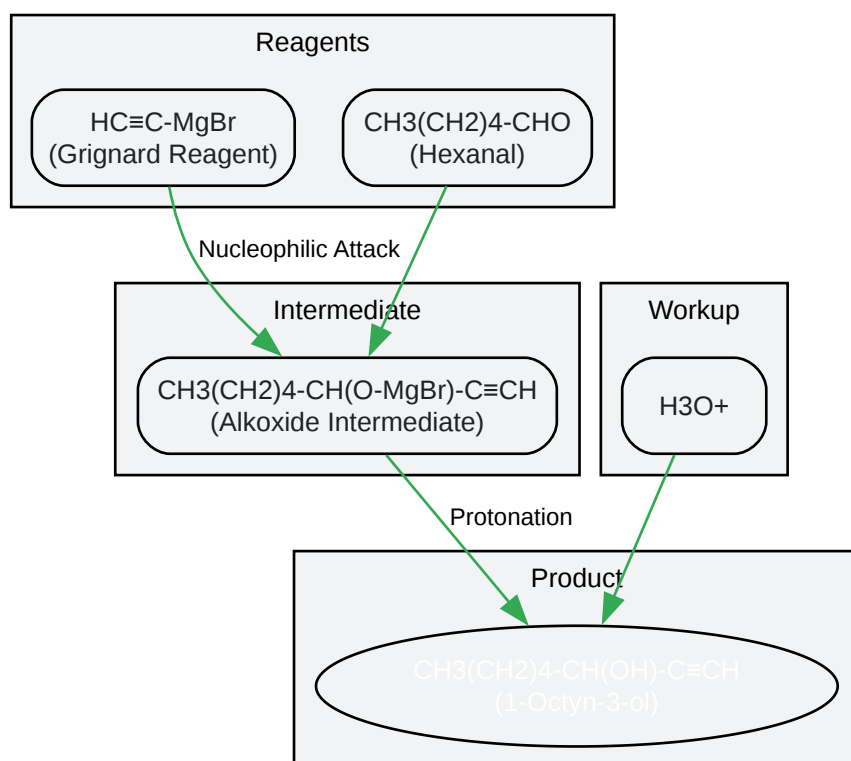 Reagents
HC≡C-MgBr
(Grignard Reagent)
CH3(CH2)4-CHO
(Hexanal)
Nucleophilic Attack
Intermediate
CH3(CH2)4-CH(O-MgBr)-C≡CH
(Alkoxide Intermediate)
Workup
H3O+
Protonation
Product
CH3(CH2)4-CH(OH)-C≡CH
(1-Octyn-3-ol)